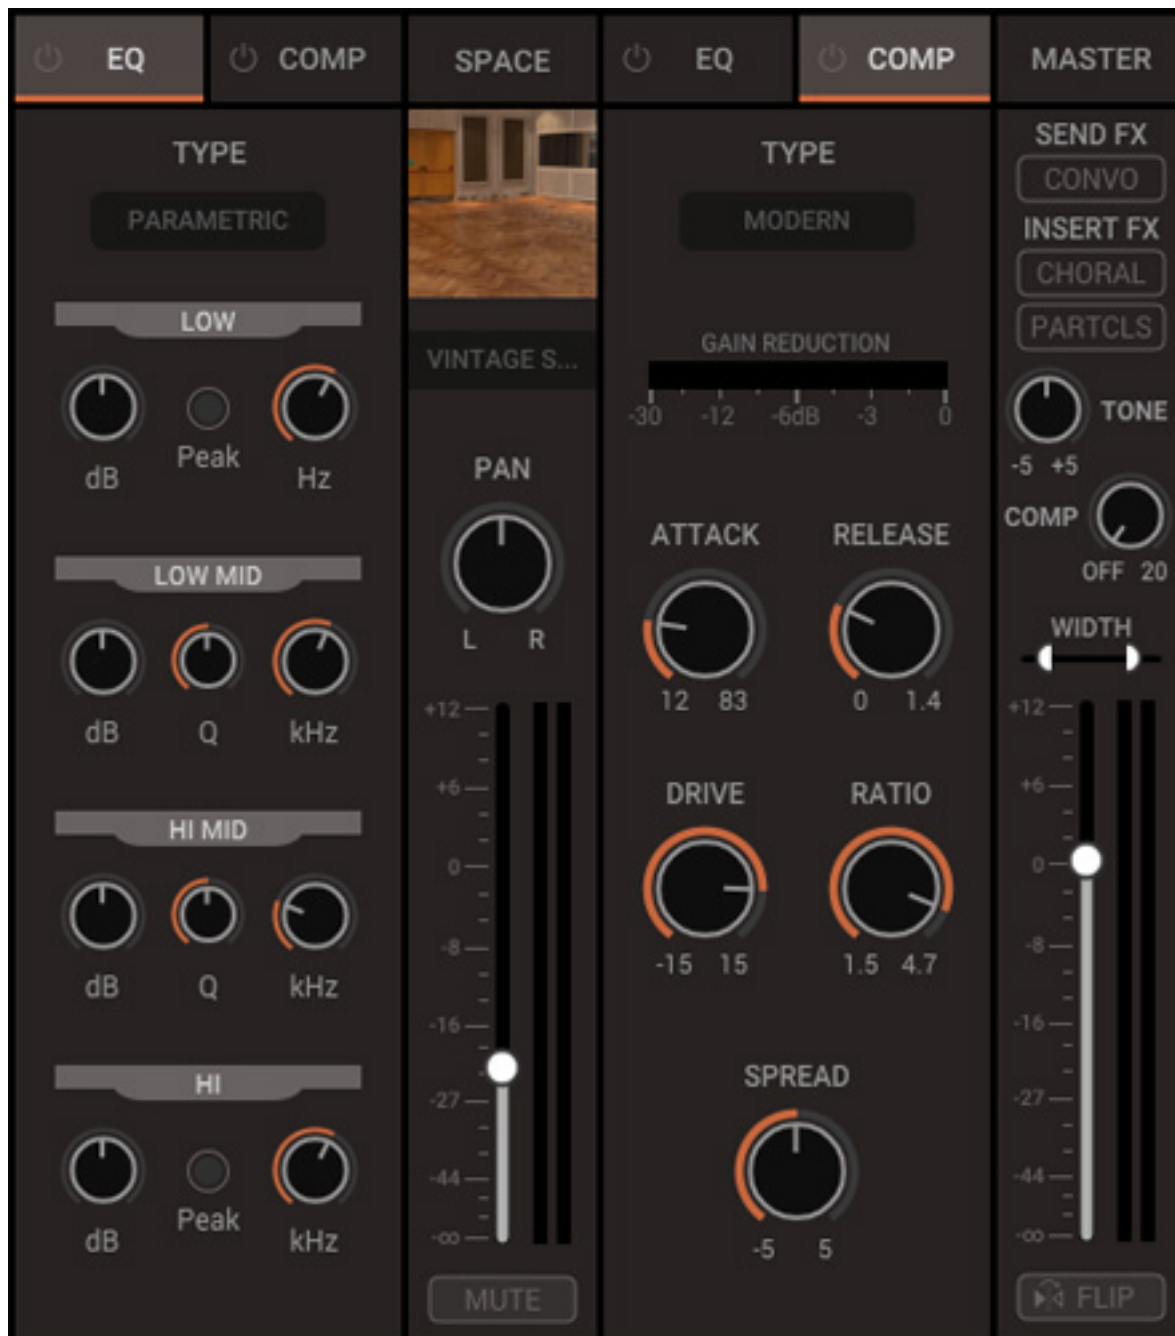 EQ
COMP
SPACE
EQ
COMP
MASTER
TYPE
PARAMETRIC
LOW
dB
Peak
Hz
LOW MID
dB
Q
kHz
HI MID
dB
Q
kHz
HI
dB
Peak
kHz
VINTAGE S...
PAN
L R
+12
+6
0
-8
-16
-27
-44
-∞
MUTE
TYPE
MODERN
GAIN REDUCTION
-30 -12 -6dB -3 0
ATTACK
12 83
RELEASE
0 1.4
DRIVE
-15 15
RATIO
1.5 4.7
SPREAD
-5 5
SEND FX
CONVO
INSERT FX
CHORAL
PARTCLS
TONE
-5 +5
COMP
OFF 20
WIDTH
+12
+6
0
-8
-16
-27
-44
-∞
FLIP